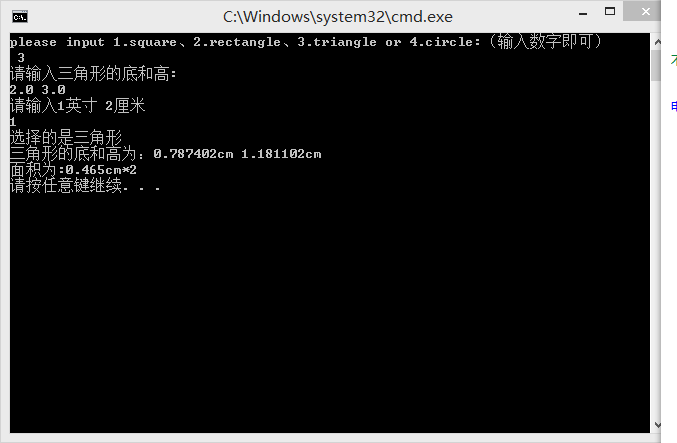 C:\Windows\system32\cmd.exe
please input 1.square、2.rectangle、3.triangle or 4.circle:（输入数字即可）
3
请输入三角形的底和高:
2.0 3.0
请输入1英寸 2厘米
1
选择的是三角形
三角形的底和高为：0.787402cm 1.181102cm
面积为:0.465cm*2
请按任意键继续. . .